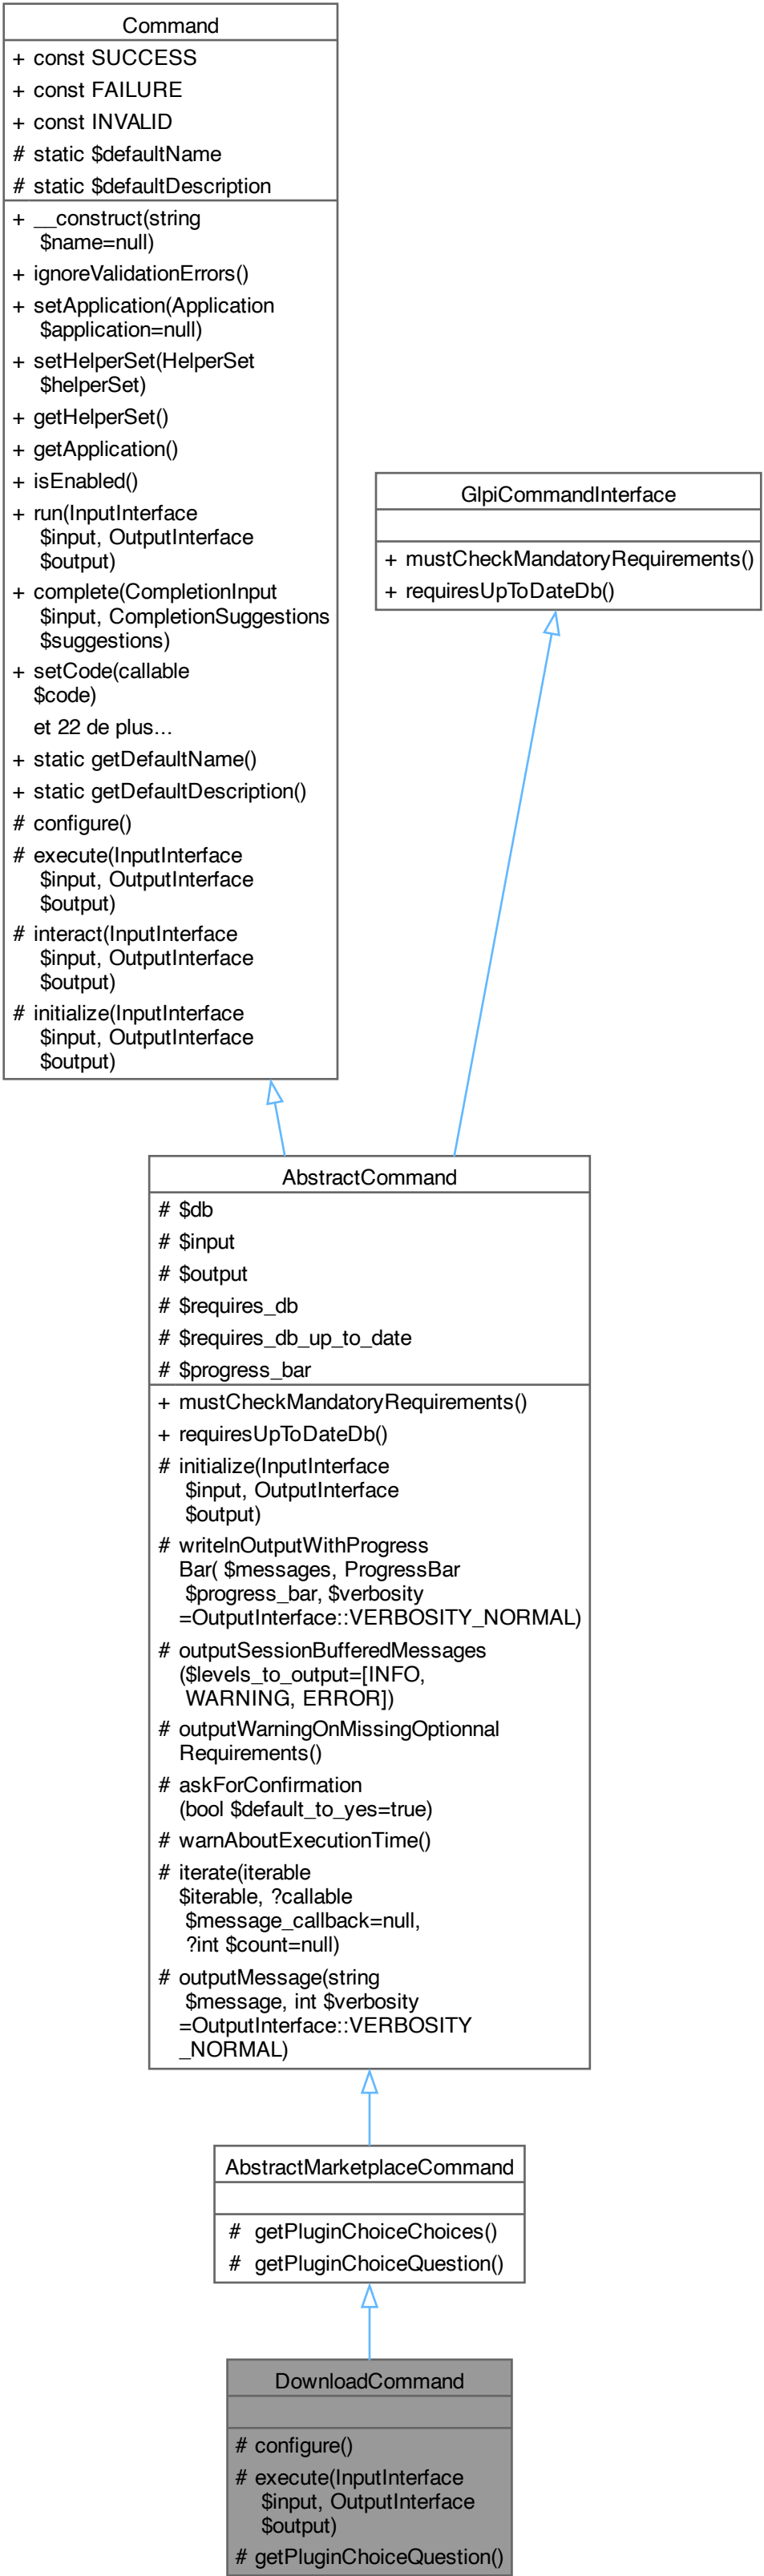 Command
+ const SUCCESS
+ const FAILURE
+ const INVALID
# static $defaultName
# static $defaultDescription
+ __construct(string
$name=null)
+ ignoreValidationErrors()
+ setApplication(Application
$application=null)
+ setHelperSet(HelperSet
$helperSet)
+ getHelperSet()
+ getApplication()
+ isEnabled()
+ run(InputInterface
$input, OutputInterface
$output)
+ complete(CompletionInput
$input, CompletionSuggestions
$suggestions)
+ setCode(callable
$code)
et 22 de plus...
+ static getDefaultName()
+ static getDefaultDescription()
# configure()
# execute(InputInterface
$input, OutputInterface
$output)
# interact(InputInterface
$input, OutputInterface
$output)
# initialize(InputInterface
$input, OutputInterface
$output)
GlpiCommandInterface
+ mustCheckMandatoryRequirements()
+ requiresUpToDateDb()
AbstractCommand
# $db
# $input
# $output
# $requires_db
# $requires_db_up_to_date
# $progress_bar
+ mustCheckMandatoryRequirements()
+ requiresUpToDateDb()
# initialize(InputInterface
$input, OutputInterface
$output)
# writelnOutputWithProgress
Bar( $messages, ProgressBar
$progress_bar, $verbosity
=OutputInterface::VERBOSITY_NORMAL)
# outputSessionBufferedMessages
($levels_to_output=[INFO,
WARNING, ERROR])
# outputWarningOnMissingOptionnal
Requirements()
# askForConfirmation
(bool $default_to_yes=true)
# warnAboutExecutionTime()
# iterate(iterable
$iterable, ?callable
$message_callback=null,
?int $count=null)
# outputMessage(string
$message, int $verbosity
=OutputInterface::VERBOSITY
_NORMAL)
AbstractMarketplaceCommand
# getPluginChoiceChoices()
# getPluginChoiceQuestion()
DownloadCommand
# configure()
# execute(InputInterface
$input, OutputInterface
$output)
# getPluginChoiceQuestion()